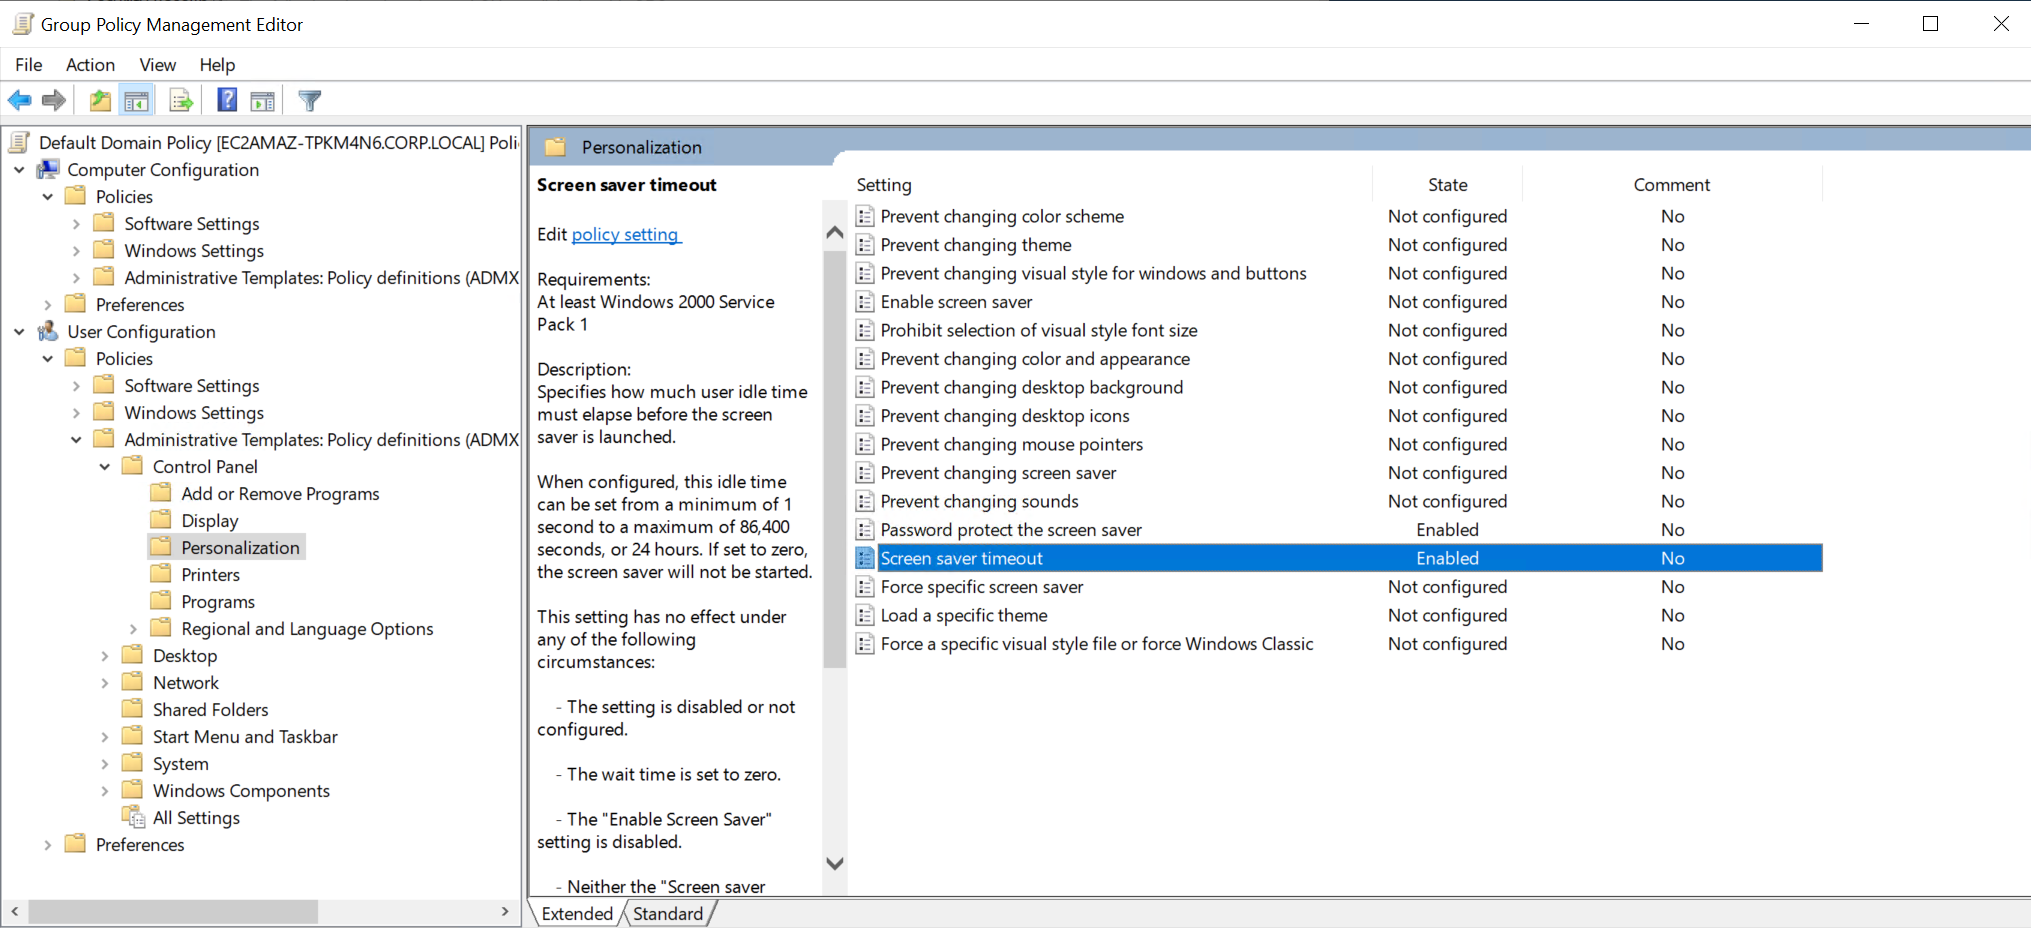 Group Policy Management Editor
File Action View Help
Default Domain Policy [EC2AMAZ-TPKM4N6.CORP.LOCAL] Poli
Computer Configuration
Policies
Software Settings
Windows Settings
Administrative Templates: Policy definitions (ADMX
Preferences
User Configuration
Policies
Software Settings
Windows Settings
Administrative Templates: Policy definitions (ADMX
Control Panel
Add or Remove Programs
Display
Personalization
Printers
Programs
Regional and Language Options
Desktop
Network
Shared Folders
Start Menu and Taskbar
System
Windows Components
All Settings
Preferences
Personalization
Screen saver timeout
Edit policy setting
Requirements:
At least Windows 2000 Service
Pack 1
Description:
Specifies how much user idle time
must elapse before the screen
saver is launched.
When configured, this idle time
can be set from a minimum of 1
second to a maximum of 86,400
seconds, or 24 hours. If set to zero,
the screen saver will not be started.
This setting has no effect under
any of the following
circumstances:
- The setting is disabled or not
configured.
- The wait time is set to zero.
- The "Enable Screen Saver"
setting is disabled.
- Neither the "Screen saver
Setting State Comment
Prevent changing color scheme Not configured No
Prevent changing theme Not configured No
Prevent changing visual style for windows and buttons Not configured No
Enable screen saver Not configured No
Prohibit selection of visual style font size Not configured No
Prevent changing color and appearance Not configured No
Prevent changing desktop background Not configured No
Prevent changing desktop icons Not configured No
Prevent changing mouse pointers Not configured No
Prevent changing screen saver Not configured No
Prevent changing sounds Not configured No
Password protect the screen saver Enabled No
Screen saver timeout Enabled No
Force specific screen saver Not configured No
Load a specific theme Not configured No
Force a specific visual style file or force Windows Classic Not configured No
Extended Standard